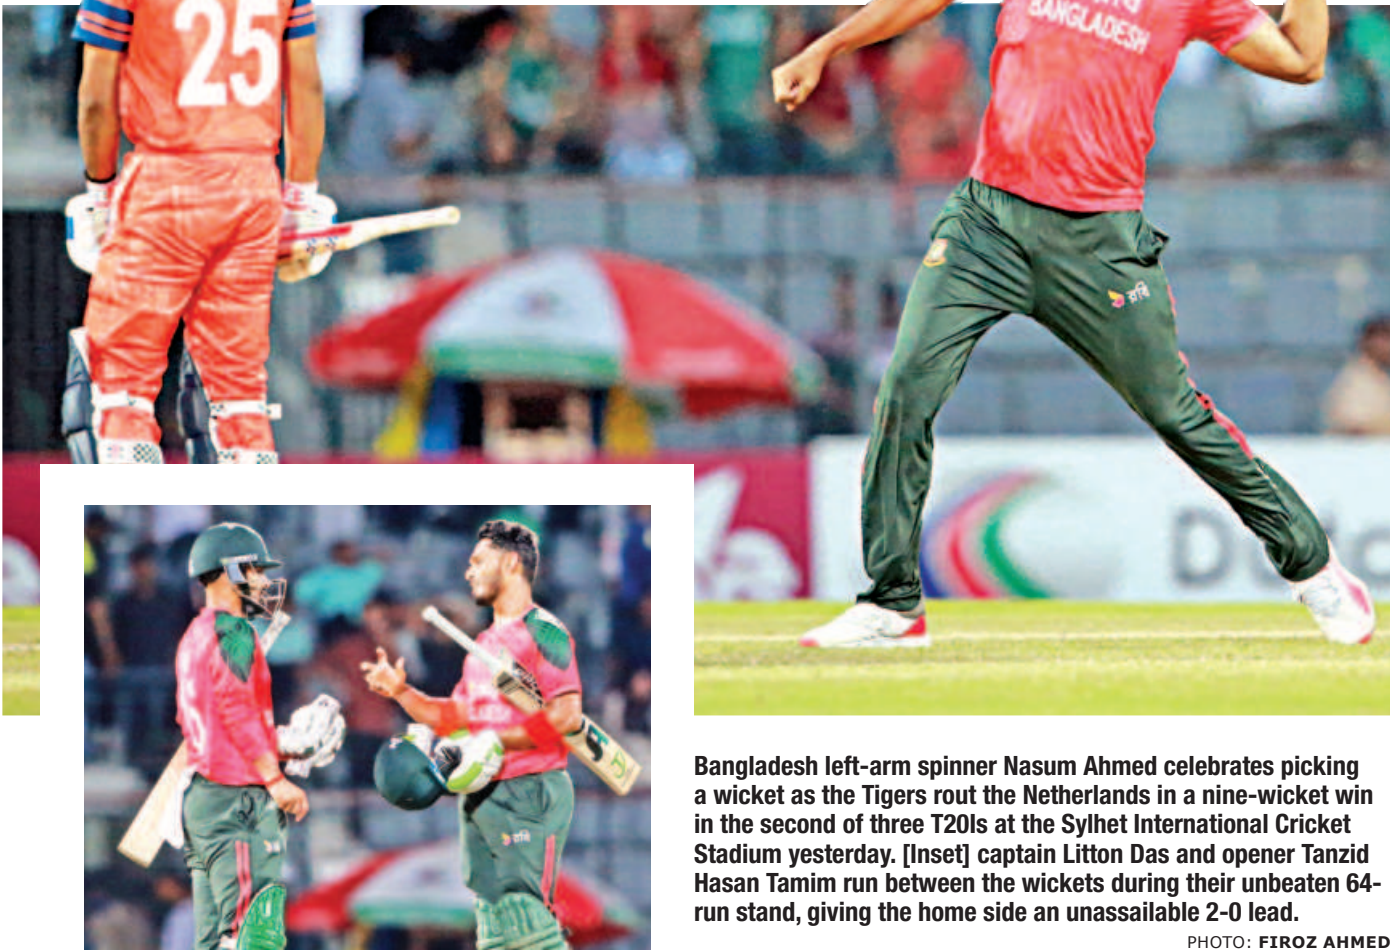 25
BANGLADESH
রবি
রবি
Bangladesh left-arm spinner Nasum Ahmed celebrates picking
a wicket as the Tigers rout the Netherlands in a nine-wicket win
in the second of three T20Is at the Sylhet International Cricket
Stadium yesterday. [Inset] captain Litton Das and opener Tanzid
Hasan Tamim run between the wickets during their unbeaten 64-
run stand, giving the home side an unassailable 2-0 lead.
PHOTO: FIROZ AHMED